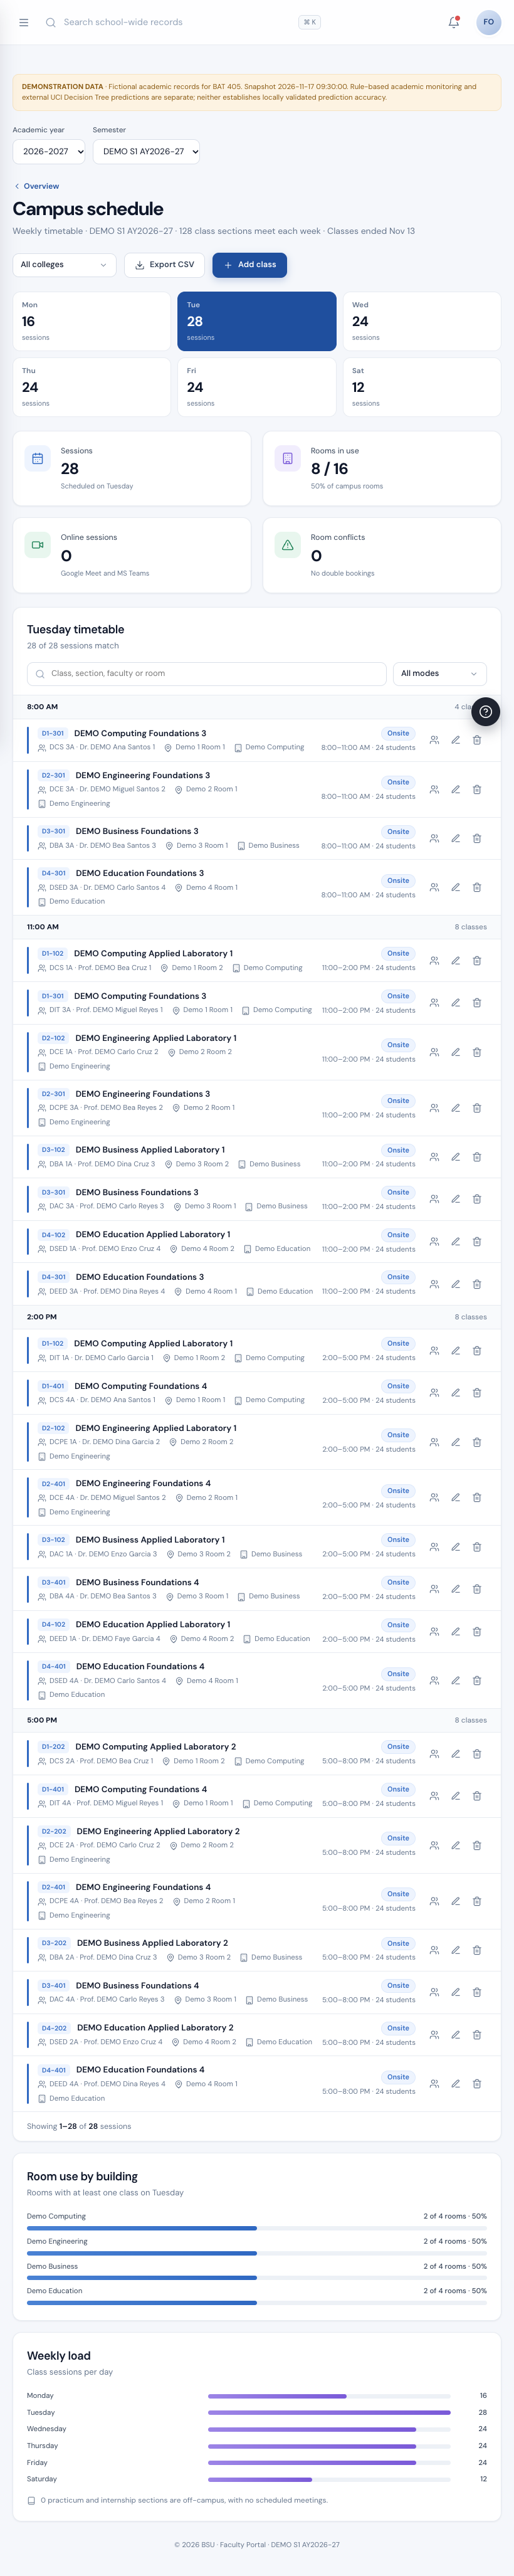 Search school-wide records
⌘ K
FO
DEMONSTRATION DATA · Fictional academic records for BAT 405. Snapshot 2026-11-17 09:30:00. Rule-based academic monitoring and
external UCI Decision Tree predictions are separate; neither establishes locally validated prediction accuracy.
Academic year
Semester
2026-2027
DEMO S1 AY2026-27
Overview
Campus schedule
Weekly timetable · DEMO S1 AY2026-27 · 128 class sections meet each week · Classes ended Nov 13
All colleges
Export CSV
Add class
Mon
16
sessions
Tue
28
sessions
Wed
24
sessions
Thu
24
sessions
Fri
24
sessions
Sat
12
sessions
Sessions
28
Scheduled on Tuesday
Rooms in use
8 / 16
50% of campus rooms
Online sessions
0
Google Meet and MS Teams
Room conflicts
0
No double bookings
Tuesday timetable
28 of 28 sessions match
Class, section, faculty or room
All modes
8:00 AM
D1-301 DEMO Computing Foundations 3 Onsite
DCS 3A · Dr. DEMO Ana Santos 1 Demo 1 Room 1 Demo Computing 8:00–11:00 AM · 24 students
D2-301 DEMO Engineering Foundations 3 Onsite
DCE 3A · Dr. DEMO Miguel Santos 2 Demo 2 Room 1 8:00–11:00 AM · 24 students
Demo Engineering
D3-301 DEMO Business Foundations 3 Onsite
DBA 3A · Dr. DEMO Bea Santos 3 Demo 3 Room 1 Demo Business 8:00–11:00 AM · 24 students
D4-301 DEMO Education Foundations 3 Onsite
DSED 3A · Dr. DEMO Carlo Santos 4 Demo 4 Room 1 8:00–11:00 AM · 24 students
Demo Education
11:00 AM 8 classes
D1-102 DEMO Computing Applied Laboratory 1 Onsite
DCS 1A · Prof. DEMO Bea Cruz 1 Demo 1 Room 2 Demo Computing 11:00–2:00 PM · 24 students
D1-301 DEMO Computing Foundations 3 Onsite
DIT 3A · Prof. DEMO Miguel Reyes 1 Demo 1 Room 1 Demo Computing 11:00–2:00 PM · 24 students
D2-102 DEMO Engineering Applied Laboratory 1 Onsite
DCE 1A · Prof. DEMO Carlo Cruz 2 Demo 2 Room 2 11:00–2:00 PM · 24 students
Demo Engineering
D2-301 DEMO Engineering Foundations 3 Onsite
DCPE 3A · Prof. DEMO Bea Reyes 2 Demo 2 Room 1 11:00–2:00 PM · 24 students
Demo Engineering
D3-102 DEMO Business Applied Laboratory 1 Onsite
DBA 1A · Prof. DEMO Dina Cruz 3 Demo 3 Room 2 Demo Business 11:00–2:00 PM · 24 students
D3-301 DEMO Business Foundations 3 Onsite
DAC 3A · Prof. DEMO Carlo Reyes 3 Demo 3 Room 1 Demo Business 11:00–2:00 PM · 24 students
D4-102 DEMO Education Applied Laboratory 1 Onsite
DSED 1A · Prof. DEMO Enzo Cruz 4 Demo 4 Room 2 Demo Education 11:00–2:00 PM · 24 students
D4-301 DEMO Education Foundations 3 Onsite
DEED 3A · Prof. DEMO Dina Reyes 4 Demo 4 Room 1 Demo Education 11:00–2:00 PM · 24 students
2:00 PM 8 classes
D1-102 DEMO Computing Applied Laboratory 1 Onsite
DIT 1A · Dr. DEMO Carlo Garcia 1 Demo 1 Room 2 Demo Computing 2:00–5:00 PM · 24 students
D1-401 DEMO Computing Foundations 4 Onsite
DCS 4A · Dr. DEMO Ana Santos 1 Demo 1 Room 1 Demo Computing 2:00–5:00 PM · 24 students
D2-102 DEMO Engineering Applied Laboratory 1 Onsite
DCPE 1A · Dr. DEMO Dina Garcia 2 Demo 2 Room 2 2:00–5:00 PM · 24 students
Demo Engineering
D2-401 DEMO Engineering Foundations 4 Onsite
DCE 4A · Dr. DEMO Miguel Santos 2 Demo 2 Room 1 2:00–5:00 PM · 24 students
Demo Engineering
D3-102 DEMO Business Applied Laboratory 1 Onsite
DAC 1A · Dr. DEMO Enzo Garcia 3 Demo 3 Room 2 Demo Business 2:00–5:00 PM · 24 students
D3-401 DEMO Business Foundations 4 Onsite
DBA 4A · Dr. DEMO Bea Santos 3 Demo 3 Room 1 Demo Business 2:00–5:00 PM · 24 students
D4-102 DEMO Education Applied Laboratory 1 Onsite
DEED 1A · Dr. DEMO Faye Garcia 4 Demo 4 Room 2 Demo Education 2:00–5:00 PM · 24 students
D4-401 DEMO Education Foundations 4 Onsite
DSED 4A · Dr. DEMO Carlo Santos 4 Demo 4 Room 1 2:00–5:00 PM · 24 students
Demo Education
5:00 PM 8 classes
D1-202 DEMO Computing Applied Laboratory 2 Onsite
DCS 2A · Prof. DEMO Bea Cruz 1 Demo 1 Room 2 Demo Computing 5:00–8:00 PM · 24 students
D1-401 DEMO Computing Foundations 4 Onsite
DIT 4A · Prof. DEMO Miguel Reyes 1 Demo 1 Room 1 Demo Computing 5:00–8:00 PM · 24 students
D2-202 DEMO Engineering Applied Laboratory 2 Onsite
DCE 2A · Prof. DEMO Carlo Cruz 2 Demo 2 Room 2 5:00–8:00 PM · 24 students
Demo Engineering
D2-401 DEMO Engineering Foundations 4 Onsite
DCPE 4A · Prof. DEMO Bea Reyes 2 Demo 2 Room 1 5:00–8:00 PM · 24 students
Demo Engineering
D3-202 DEMO Business Applied Laboratory 2 Onsite
DBA 2A · Prof. DEMO Dina Cruz 3 Demo 3 Room 2 Demo Business 5:00–8:00 PM · 24 students
D3-401 DEMO Business Foundations 4 Onsite
DAC 4A · Prof. DEMO Carlo Reyes 3 Demo 3 Room 1 Demo Business 5:00–8:00 PM · 24 students
D4-202 DEMO Education Applied Laboratory 2 Onsite
DSED 2A · Prof. DEMO Enzo Cruz 4 Demo 4 Room 2 Demo Education 5:00–8:00 PM · 24 students
D4-401 DEMO Education Foundations 4 Onsite
DEED 4A · Prof. DEMO Dina Reyes 4 Demo 4 Room 1 5:00–8:00 PM · 24 students
Demo Education
Showing 1–28 of 28 sessions
Room use by building
Rooms with at least one class on Tuesday
Demo Computing 2 of 4 rooms · 50%
Demo Engineering 2 of 4 rooms · 50%
Demo Business 2 of 4 rooms · 50%
Demo Education 2 of 4 rooms · 50%
Weekly load
Class sessions per day
Monday 16
Tuesday 28
Wednesday 24
Thursday 24
Friday 24
Saturday 12
0 practicum and internship sections are off-campus, with no scheduled meetings.
© 2026 BSU · Faculty Portal · DEMO S1 AY2026-27